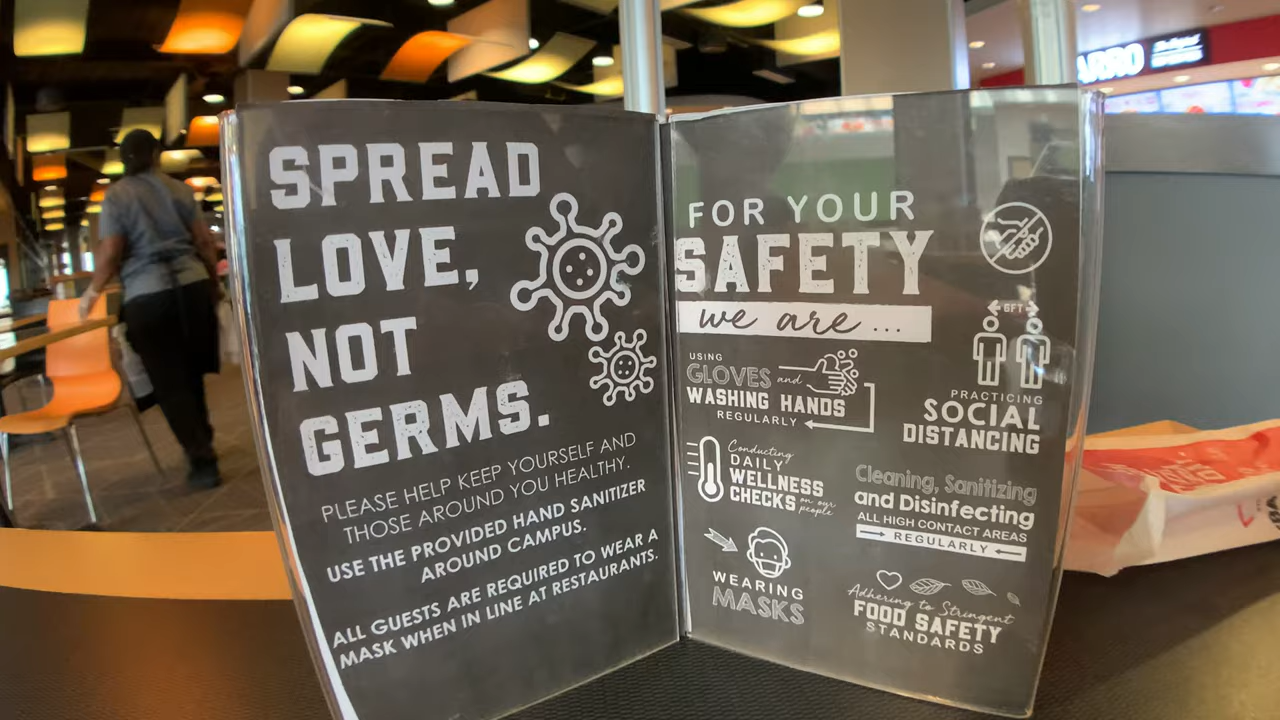 SPREAD
LOVE,
NOT
GERMS.
PLEASE HELP KEEP YOURSELF AND
THOSE AROUND YOU HEALTHY.
USE THE PROVIDED HAND SANITIZER
AROUND CAMPUS.
ALL GUESTS ARE REQUIRED TO WEAR A
MASK WHEN IN LINE AT RESTAURANTS.
FOR YOUR
SAFETY
we are...
USING
GLOVES and
WASHING HANDS
REGULARLY
6FT
PRACTICING
SOCIAL
DISTANCING
Conducting
DAILY
WELLNESS
CHECKS on our
people
Cleaning, Sanitizing
and Disinfecting
ALL HIGH CONTACT AREAS
REGULARLY
WEARING
MASKS
Adhering to Stringent
FOOD SAFETY
STANDARDS
ARRO